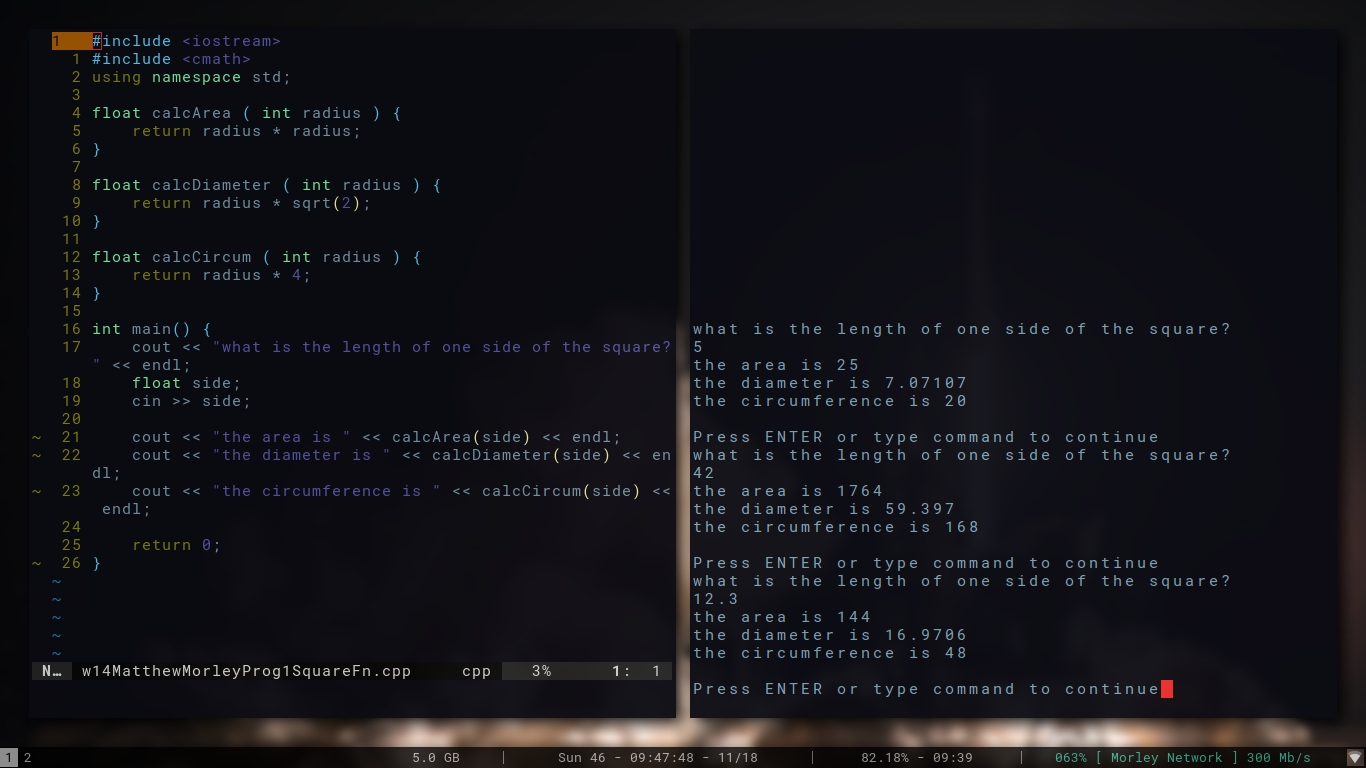 1   #include <iostream>
1 #include <cmath>
2 using namespace std;
3
4 float calcArea ( int radius ) {
5     return radius * radius;
6 }
7
8 float calcDiameter ( int radius ) {
9     return radius * sqrt(2);
10 }
11
12 float calcCircum ( int radius ) {
13     return radius * 4;
14 }
15
16 int main() {
17     cout << "what is the length of one side of the square?
" << endl;
18     float side;
19     cin >> side;
20
~ 21     cout << "the area is " << calcArea(side) << endl;
~ 22     cout << "the diameter is " << calcDiameter(side) << en
dl;
~ 23     cout << "the circumference is " << calcCircum(side) <<
 endl;
24
25     return 0;
~ 26 }
~
~
~
~
~
N… w14MatthewMorleyProg1SquareFn.cpp cpp 3% 1: 1
what is the length of one side of the square?
5
the area is 25
the diameter is 7.07107
the circumference is 20

Press ENTER or type command to continue
what is the length of one side of the square?
42
the area is 1764
the diameter is 59.397
the circumference is 168

Press ENTER or type command to continue
what is the length of one side of the square?
12.3
the area is 144
the diameter is 16.9706
the circumference is 48

Press ENTER or type command to continue
1 2 5.0 GB | Sun 46 - 09:47:48 - 11/18 | 82.18% - 09:39 | 063% [ Morley Network ] 300 Mb/s